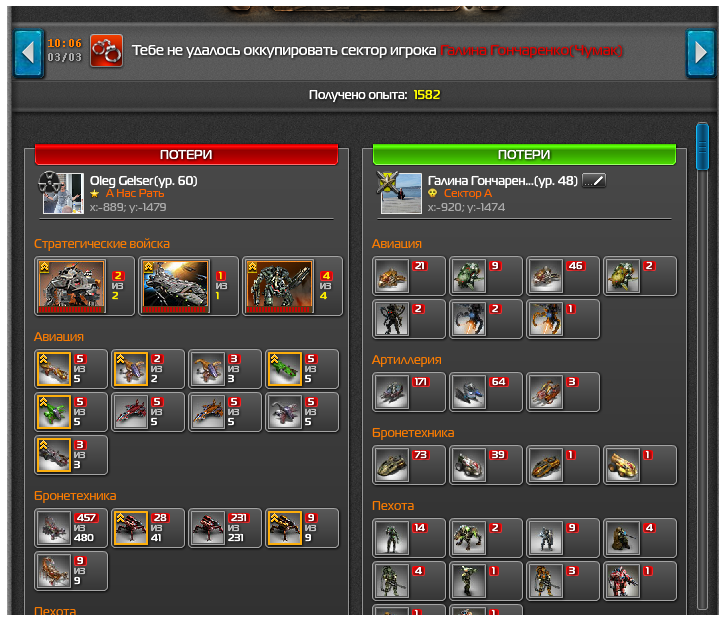 10:06
03/03
Тебе не удалось оккупировать сектор игрока Галина Гончаренко(Чумак)
Получено опыта: 1582
ПОТЕРИ
Oleg Gelser(ур. 60)
А Нас Рать
x:-889; y:-1479
Стратегические войска
2 из 2
1 из 1
4 из 4
Авиация
5 из 5
2 из 2
3 из 3
5 из 5
5 из 5
5 из 5
5 из 5
5 из 5
3 из 3
Бронетехника
457 из 480
28 из 41
231 из 231
9 из 9
9 из 9
Пехота
ПОТЕРИ
Галина Гончарен...(ур. 48)
Сектор А
x:-920; y:-1474
Авиация
21 9 46 2
2 2 1
Артиллерия
171 64 3
Бронетехника
73 39 1 1
Пехота
14 2 9 4
4 1 3 1
1 1